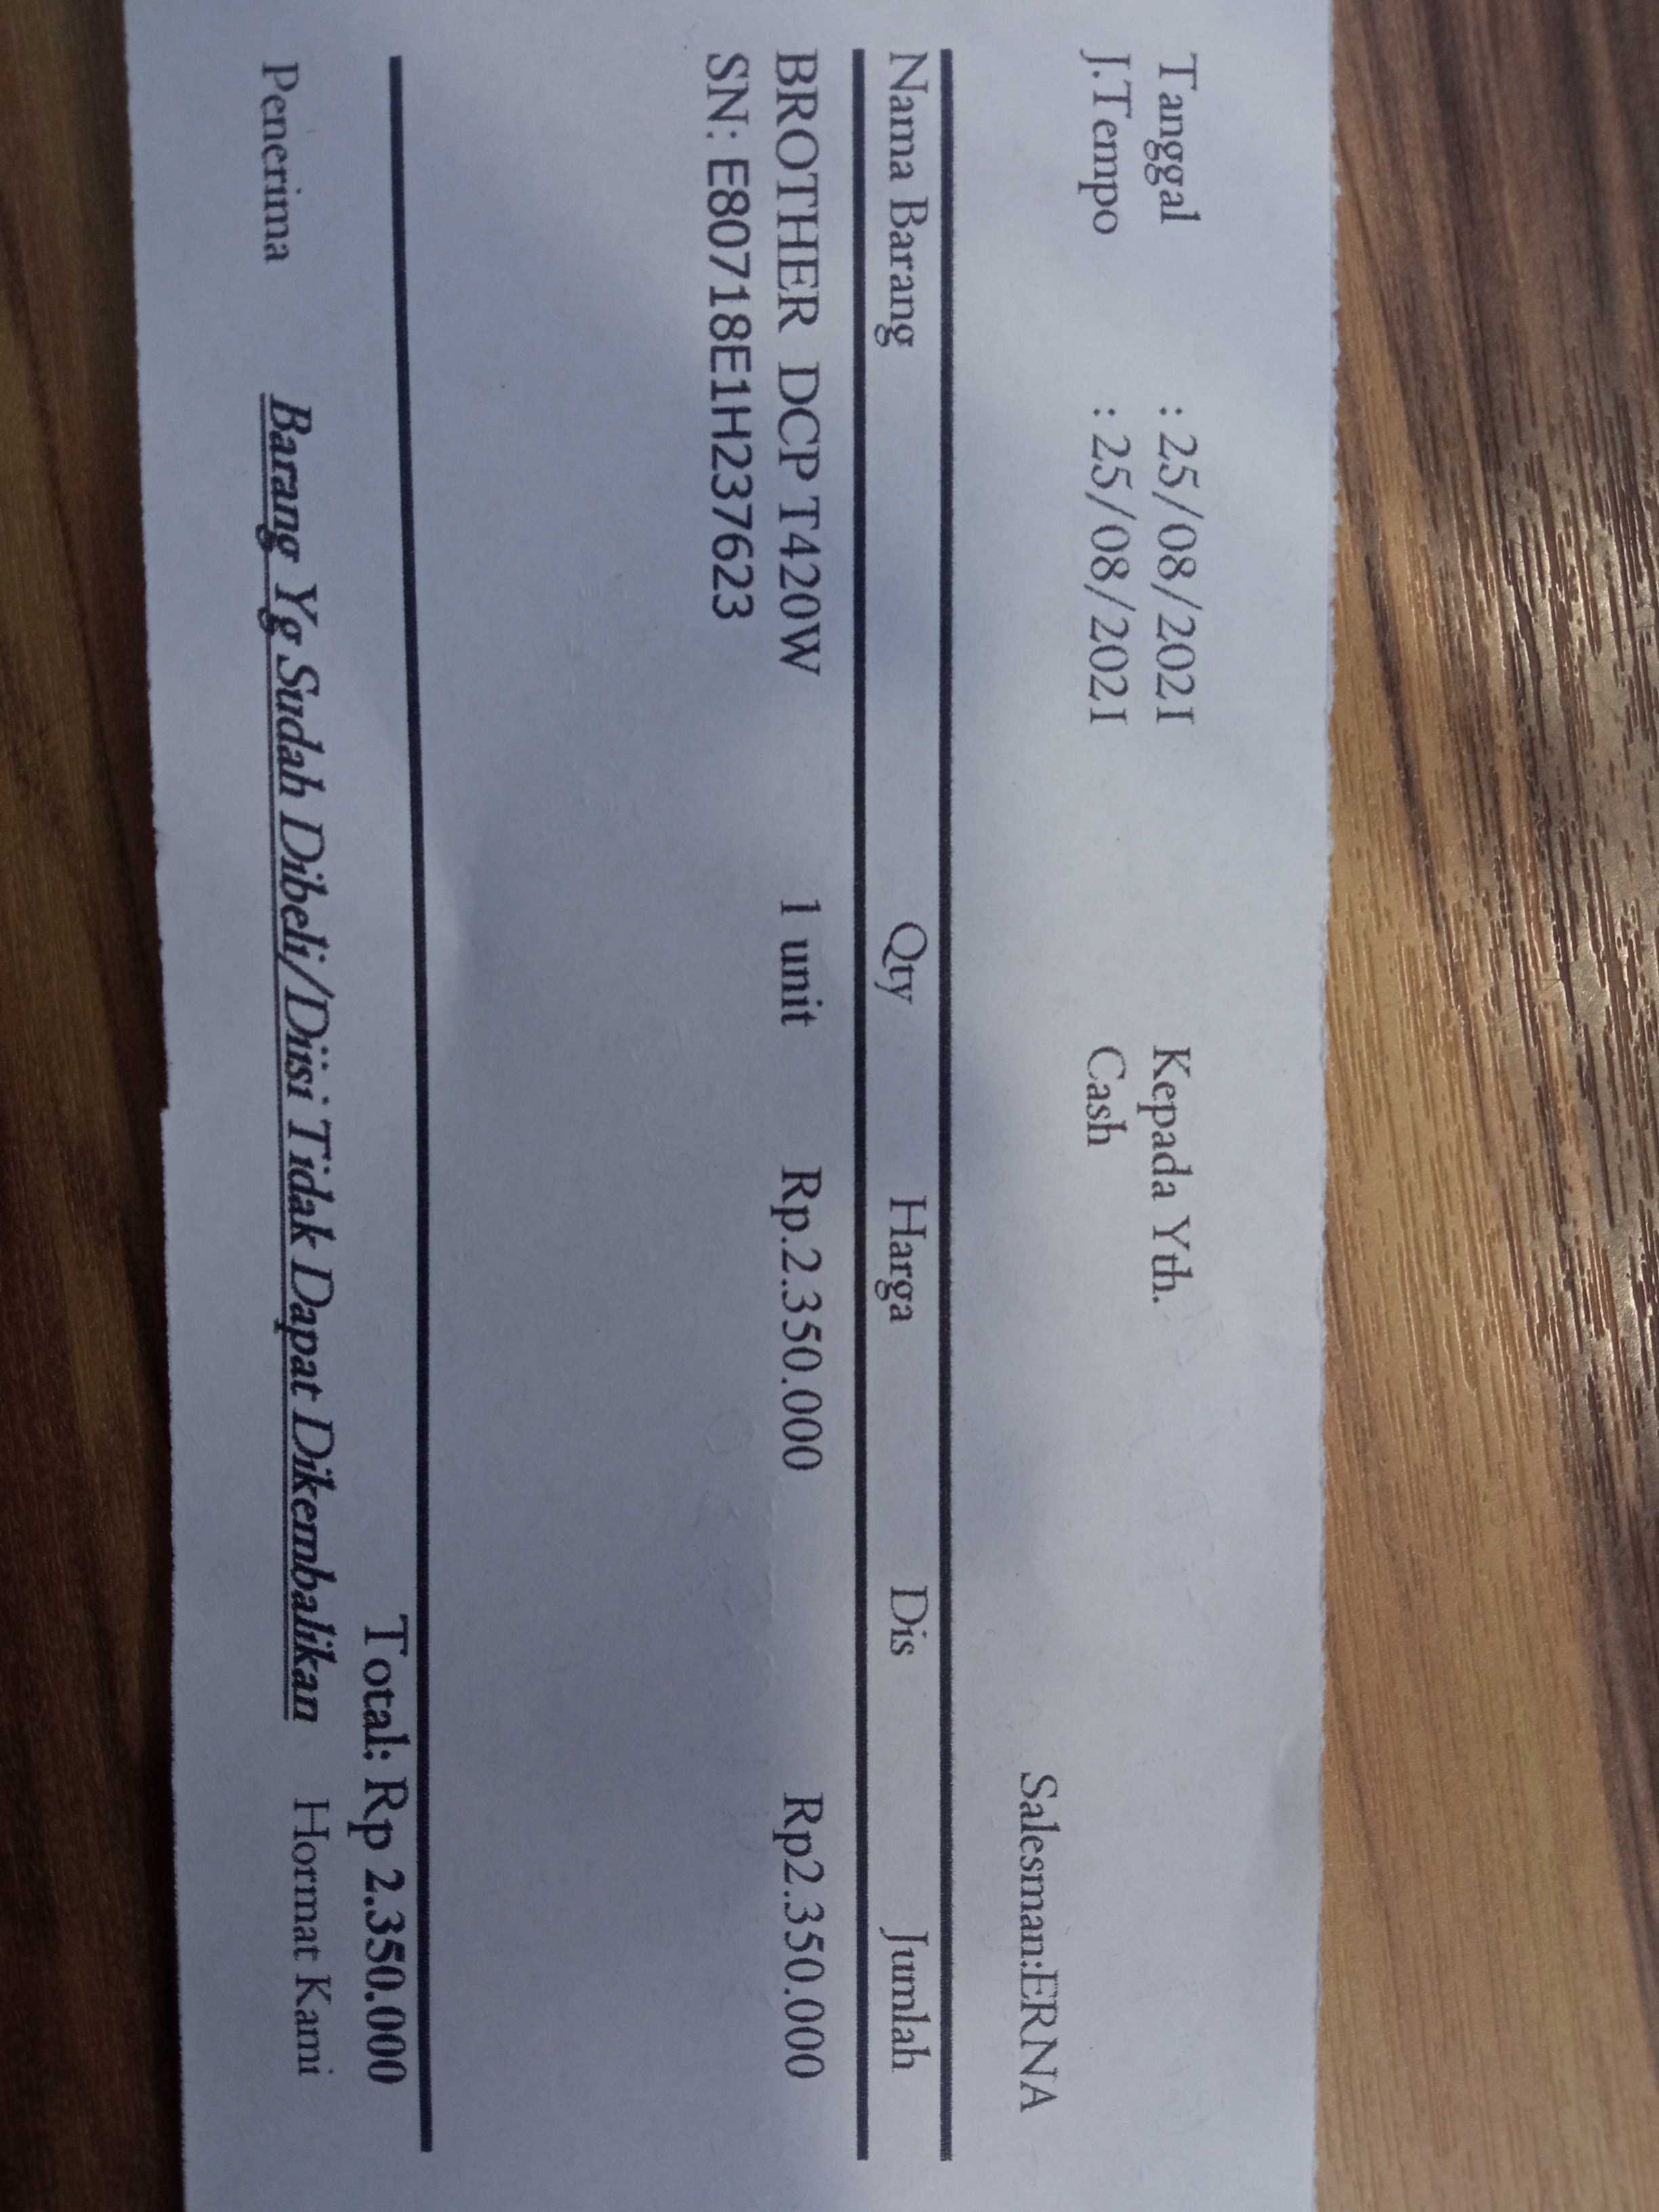 Tanggal : 25/08/2021 Kepada Yth.
J.Tempo : 25/08/2021 Cash
Salesman:ERNA
Nama Barang Qty Harga Dis Jumlah
BROTHER DCP T420W 1 unit Rp.2.350.000 Rp2.350.000
SN: E80718E1H237623
Total: Rp 2.350.000
Penerima Barang Yg Sudah Dibeli/Diisi Tidak Dapat Dikembalikan Hormat Kami